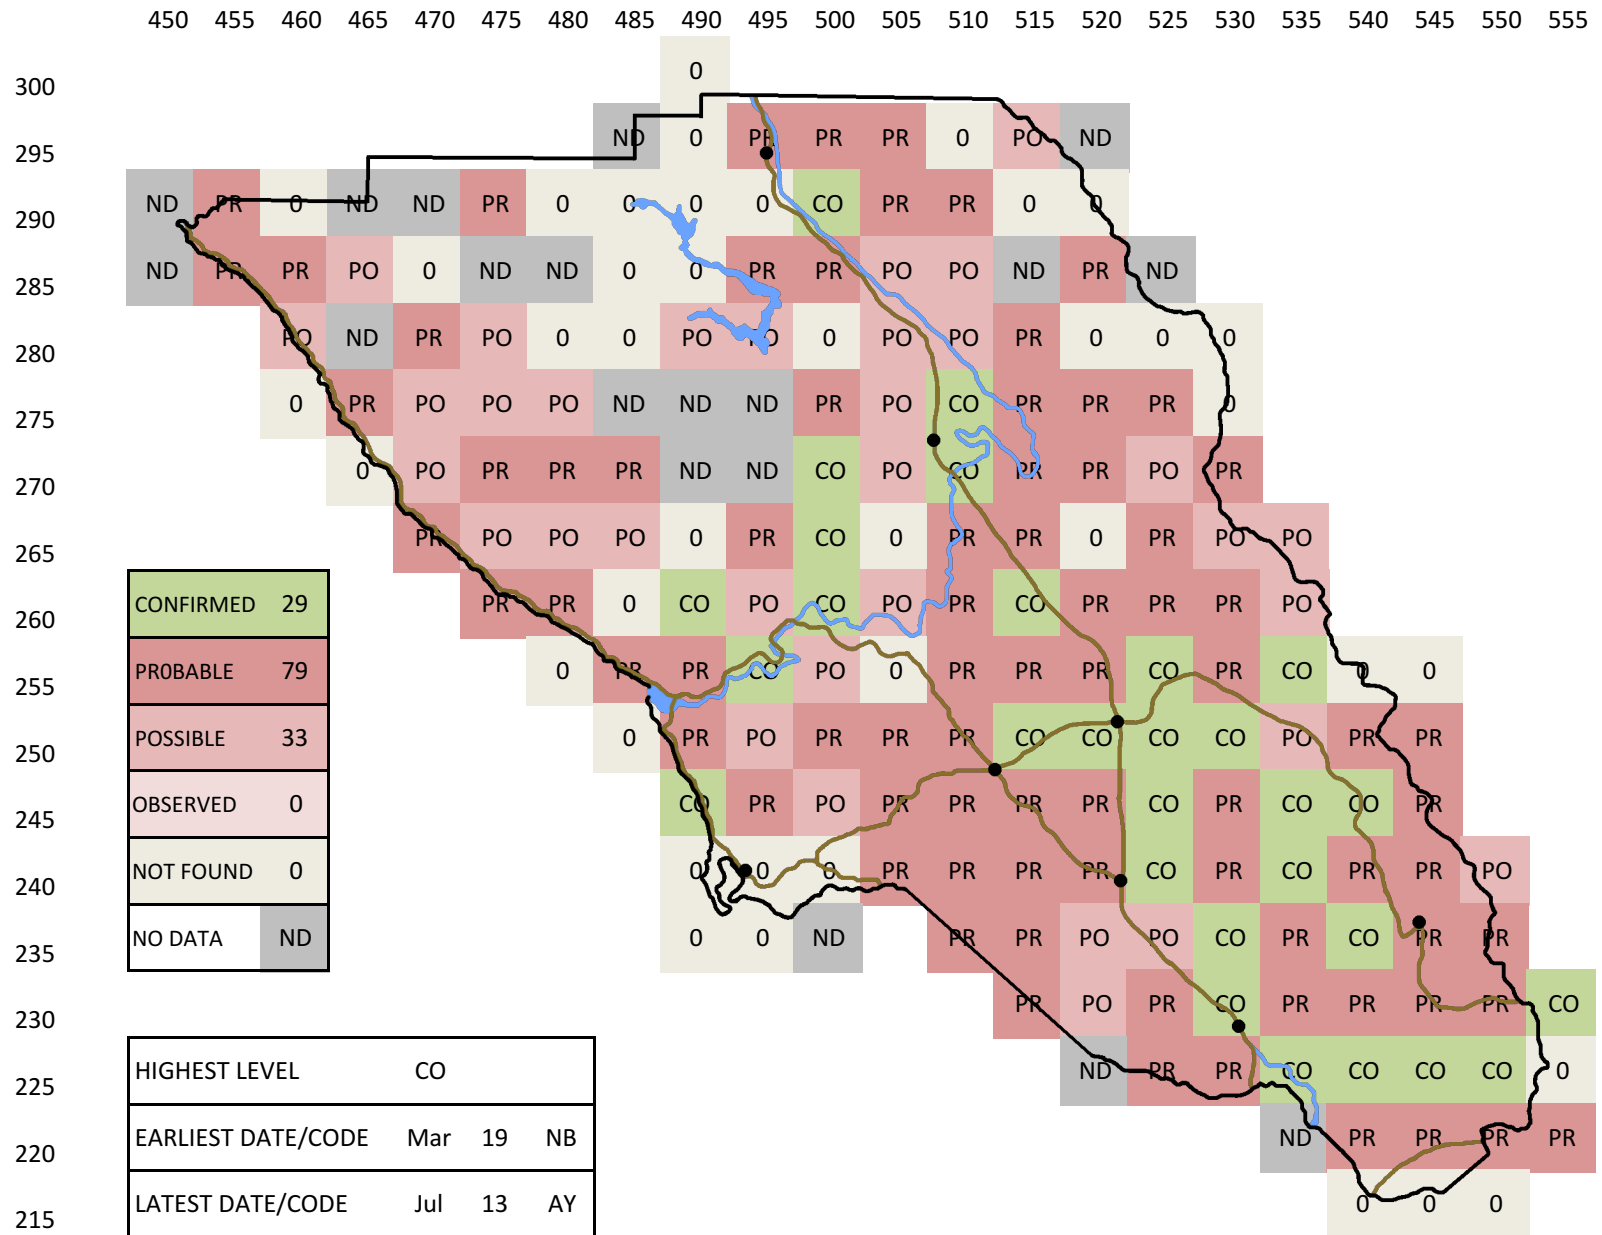 450 455 460 465 470 475 480 485 490 495 500 505 510 515 520 525 530 535 540 545 550 555
0
300
ND 0 PR PR PR 0 PO ND
295
ND PR 0 ND ND PR 0 0 0 0 CO PR PR 0 0
290
ND PR PR PO 0 ND ND 0 0 PR PR PO PO ND PR ND
285
PO ND PR PO 0 0 PO PO 0 PO PO PR 0 0 0
280
0 PR PO PO PO ND ND ND PR PO CO PR PR PR 0
275
0 PO PR PR PR ND ND CO PO CO PR PR PO PR
270
PR PO PO PO 0 PR CO 0 PR PR 0 PR PO PO
265
CONFIRMED 29 PR PR 0 CO PO CO PO PR CO PR PR PR PO
260
PR0BABLE 79 0 PR PR CO PO 0 PR PR PR CO PR CO 0 0
255
POSSIBLE 33 0 PR PO PR PR PR CO CO CO CO PO PR PR
250
OBSERVED 0 CO PR PO PR PR PR PR CO PR CO CO PR
245
NOT FOUND 0 0 0 0 PR PR PR PR CO PR CO PR PR PO
240
NO DATA ND 0 0 ND PR PR PO PO CO PR CO PR PR
235
PR PO PR CO PR PR PR PR CO
230
HIGHEST LEVEL CO ND PR PR CO CO CO CO 0
225
EARLIEST DATE/CODE Mar 19 NB ND PR PR PR PR
220
LATEST DATE/CODE Jul 13 AY 0 0 0
215